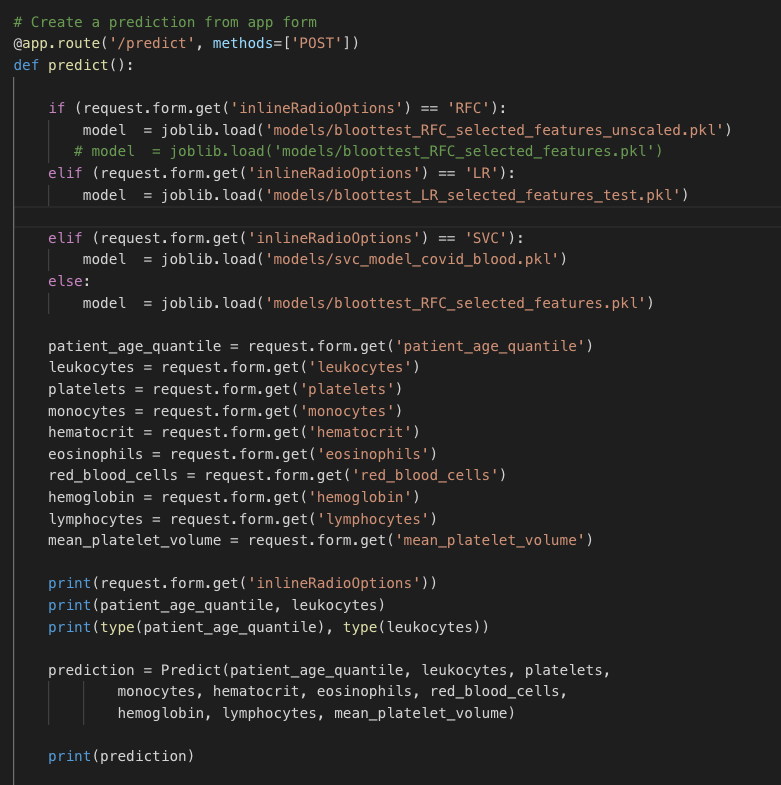 # Create a prediction from app form
@app.route('/predict', methods=['POST'])
def predict():
if (request.form.get('inlineRadioOptions') == 'RFC'):
model  = joblib.load('models/bloottest_RFC_selected_features_unscaled.pkl')
# model  = joblib.load('models/bloottest_RFC_selected_features.pkl')
elif (request.form.get('inlineRadioOptions') == 'LR'):
model  = joblib.load('models/bloottest_LR_selected_features_test.pkl')
elif (request.form.get('inlineRadioOptions') == 'SVC'):
model  = joblib.load('models/svc_model_covid_blood.pkl')
else:
model  = joblib.load('models/bloottest_RFC_selected_features.pkl')
patient_age_quantile = request.form.get('patient_age_quantile')
leukocytes = request.form.get('leukocytes')
platelets = request.form.get('platelets')
monocytes = request.form.get('monocytes')
hematocrit = request.form.get('hematocrit')
eosinophils = request.form.get('eosinophils')
red_blood_cells = request.form.get('red_blood_cells')
hemoglobin = request.form.get('hemoglobin')
lymphocytes = request.form.get('lymphocytes')
mean_platelet_volume = request.form.get('mean_platelet_volume')
print(request.form.get('inlineRadioOptions'))
print(patient_age_quantile, leukocytes)
print(type(patient_age_quantile), type(leukocytes))
prediction = Predict(patient_age_quantile, leukocytes, platelets,
monocytes, hematocrit, eosinophils, red_blood_cells,
hemoglobin, lymphocytes, mean_platelet_volume)
print(prediction)